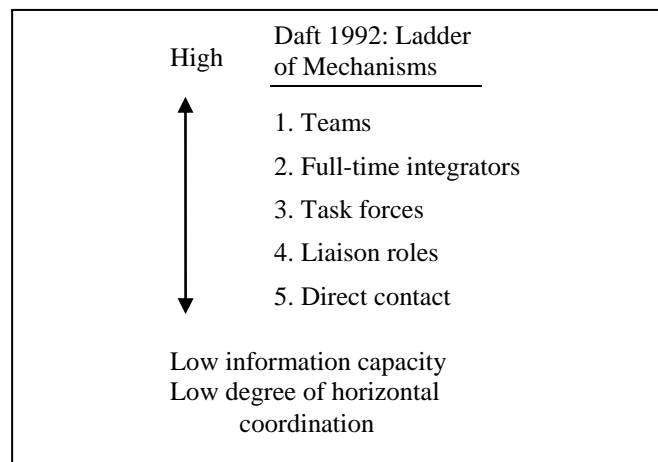 High
Daft 1992: Ladder
of Mechanisms
1. Teams
2. Full-time integrators
3. Task forces
4. Liaison roles
5. Direct contact
Low information capacity
Low degree of horizontal
coordination